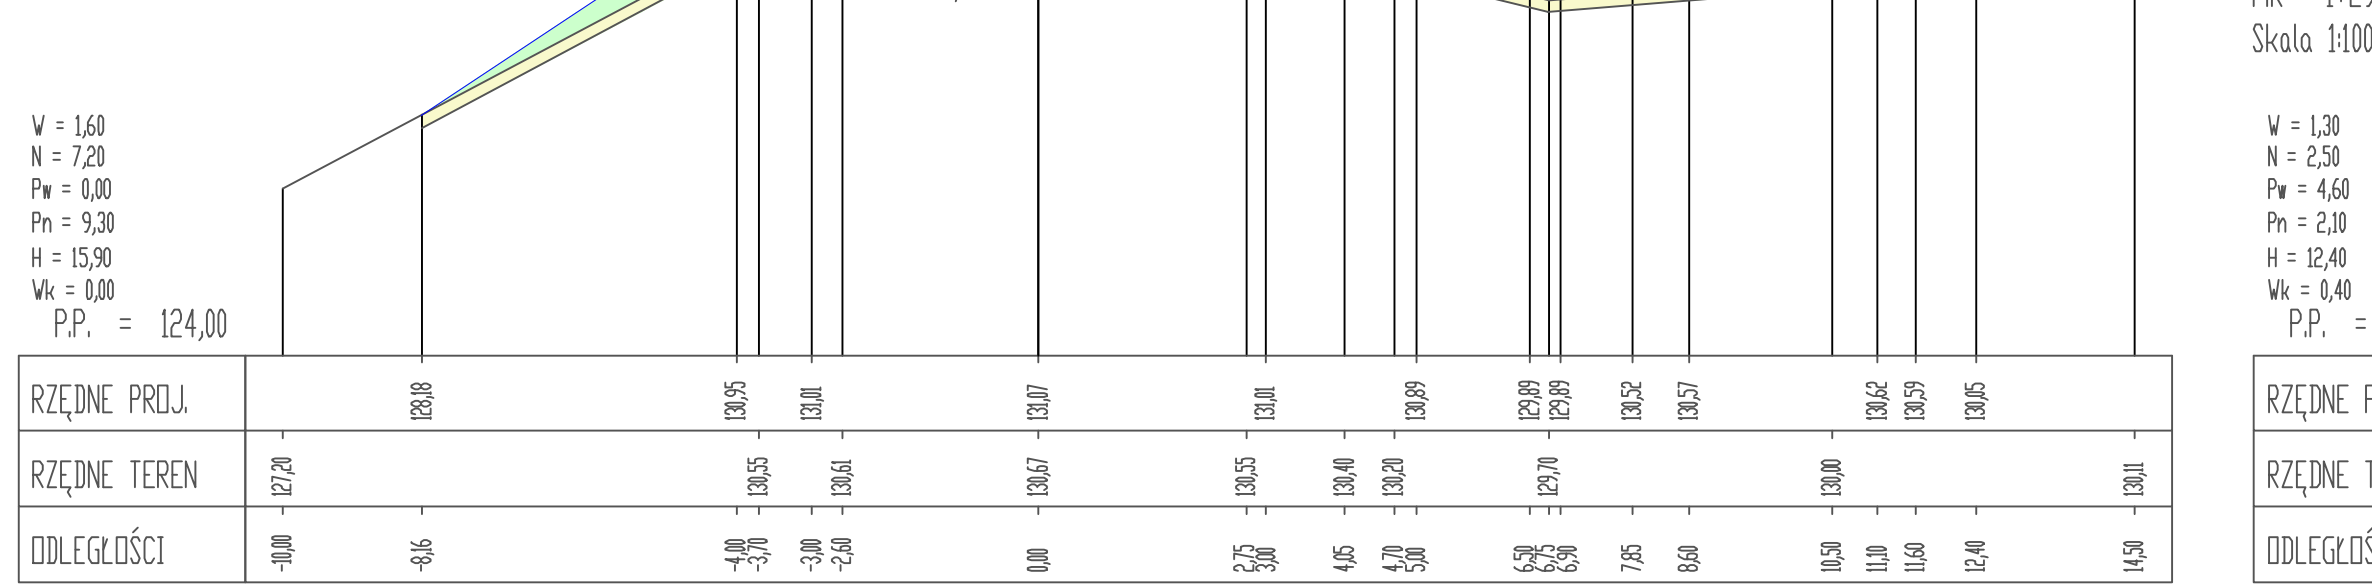 Skala 1:100
W = 1,60
N = 7,20
Pw = 0,00
Pn = 9,30
H = 15,90
Wk = 0,00
P.P. = 124,00
W = 1,30
N = 2,50
Pw = 4,60
Pn = 2,10
H = 12,40
Wk = 0,40
P.P. =
RZĘDNE PROJ. 128,18 130,95 131,01 131,07 131,01 130,89 129,89 129,89 130,52 130,57 130,62 130,59 130,05
RZĘDNE TEREN 127,20 130,55 130,61 130,67 130,55 130,40 130,20 129,70 130,00 130,11
ODLEGŁOŚCI -10,00 -8,16 -4,00 -3,70 -3,00 -2,60 0,00 2,75 3,00 4,05 4,70 5,00 6,50 6,75 6,90 7,85 8,60 10,50 11,10 11,60 12,40 14,50
RZĘDNE
RZĘDNE